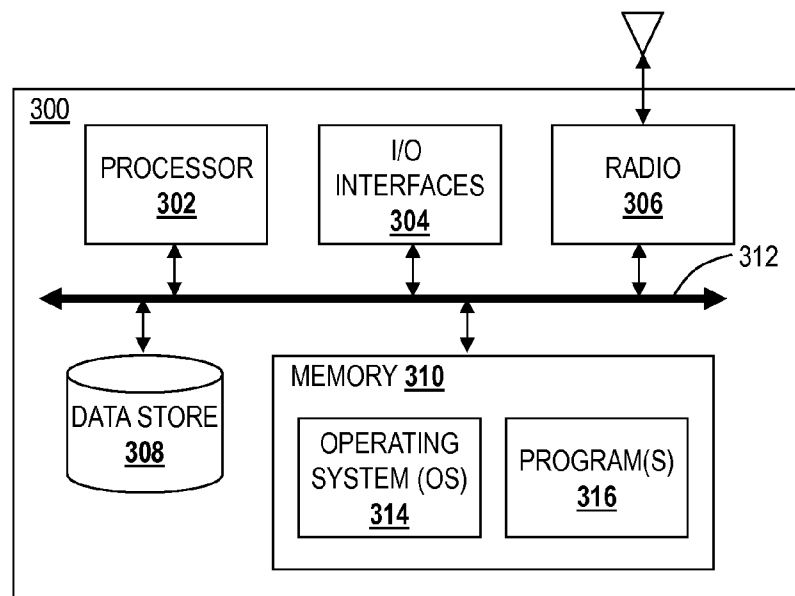 300
PROCESSOR
302
I/O
INTERFACES
304
RADIO
306
312
DATA STORE
308
MEMORY 310
OPERATING
SYSTEM (OS)
314
PROGRAM(S)
316